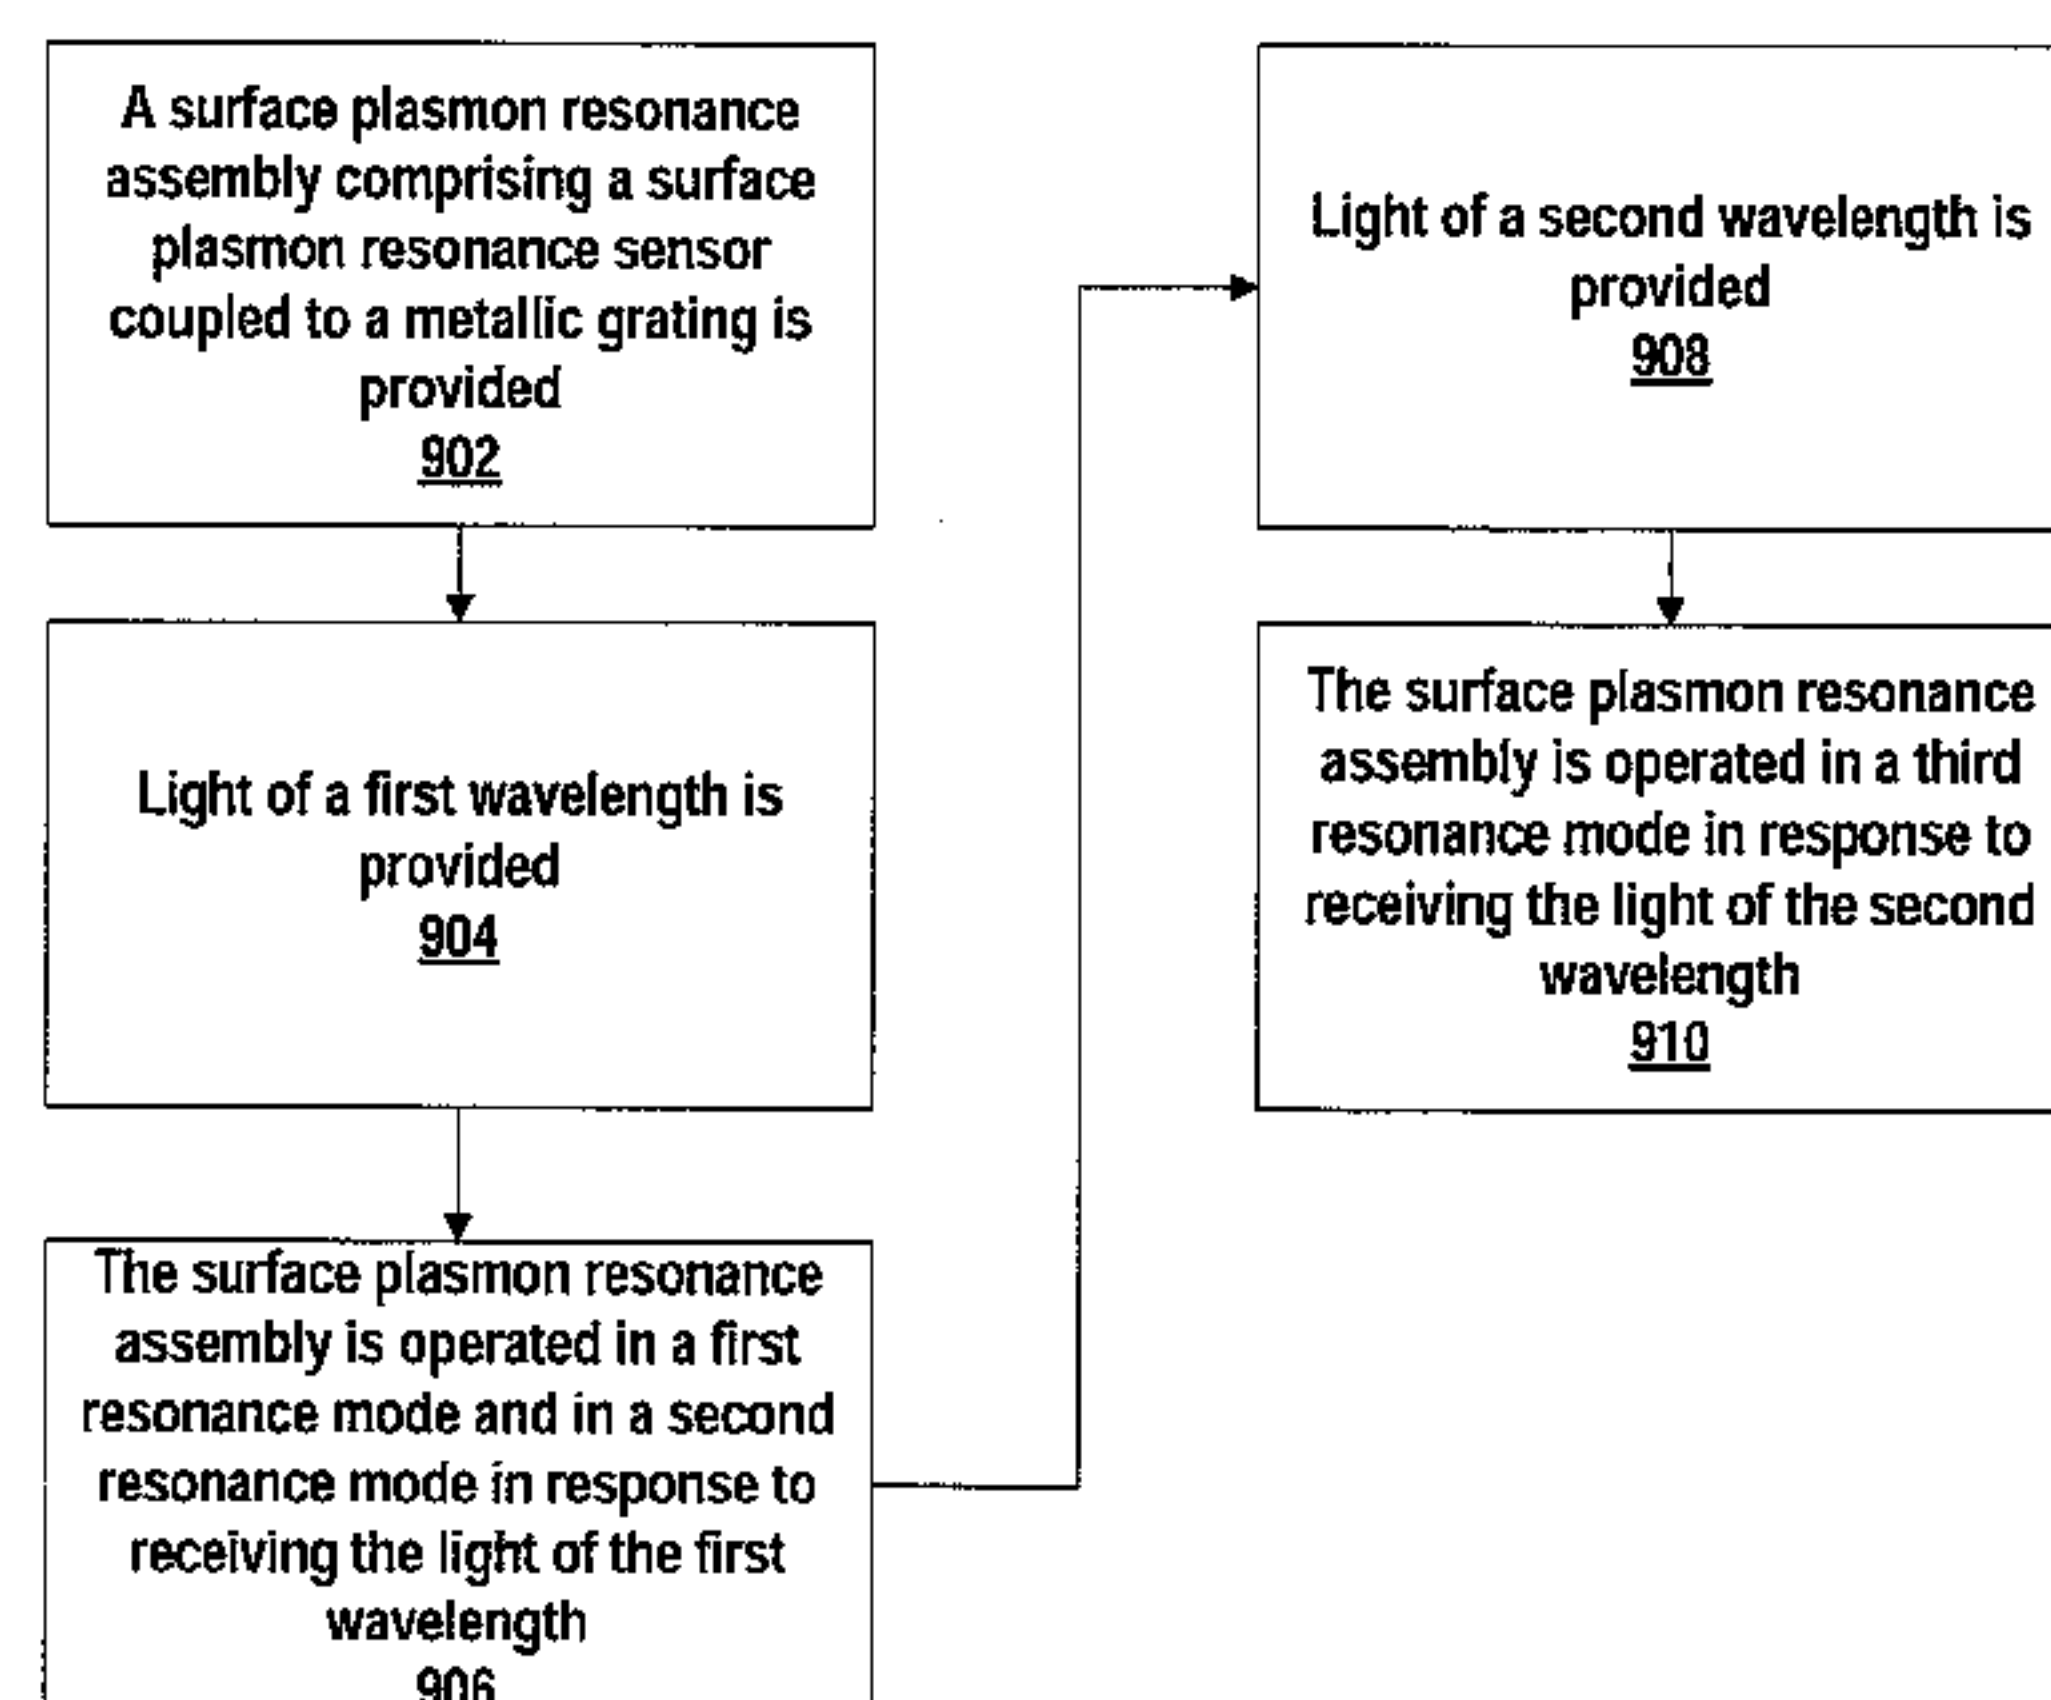 A surface plasmon resonance
assembly comprising a surface
plasmon resonance sensor
coupled to a metallic grating is
provided
902
Light of a first wavelength is
provided
904
The surface plasmon resonance
assembly is operated in a first
resonance mode and in a second
resonance mode in response to
receiving the light of the first
wavelength
906
Light of a second wavelength is
provided
908
The surface plasmon resonance
assembly is operated in a third
resonance mode in response to
receiving the light of the second
wavelength
910